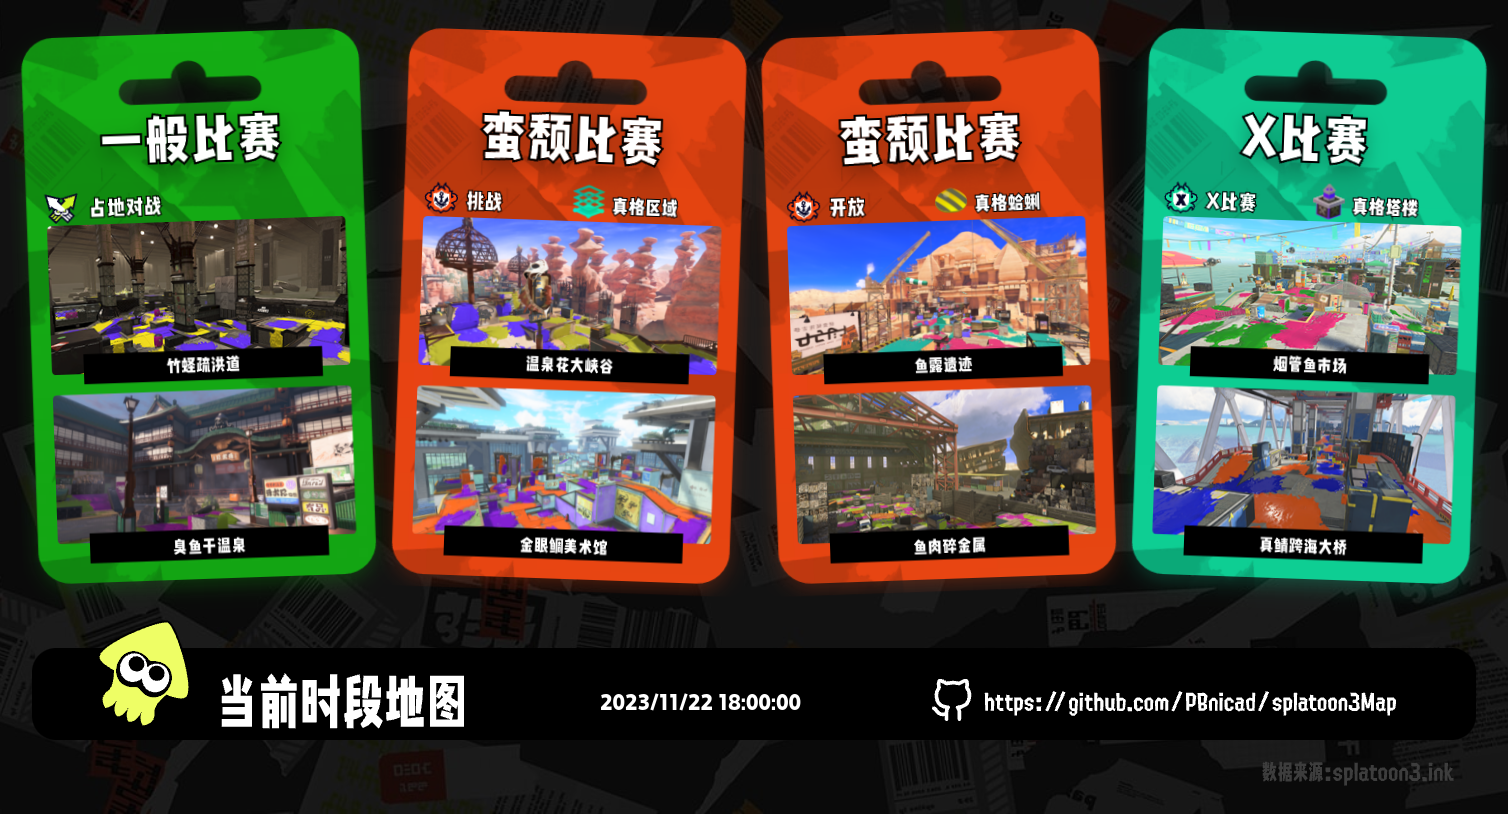 一般比赛
占地对战
竹蛏疏洪道
臭鱼干温泉
蛮颓比赛
挑战
真格区域
温泉花大峡谷
金眼鲷美术馆
蛮颓比赛
开放
真格蛤蜊
鱼露遗迹
鱼肉碎金属
X比赛
X比赛
真格塔楼
烟管鱼市场
真鲭跨海大桥
当前时段地图
2023/11/22 18:00:00
https://github.com/PBnicad/splatoon3Map
数据来源:splatoon3.ink